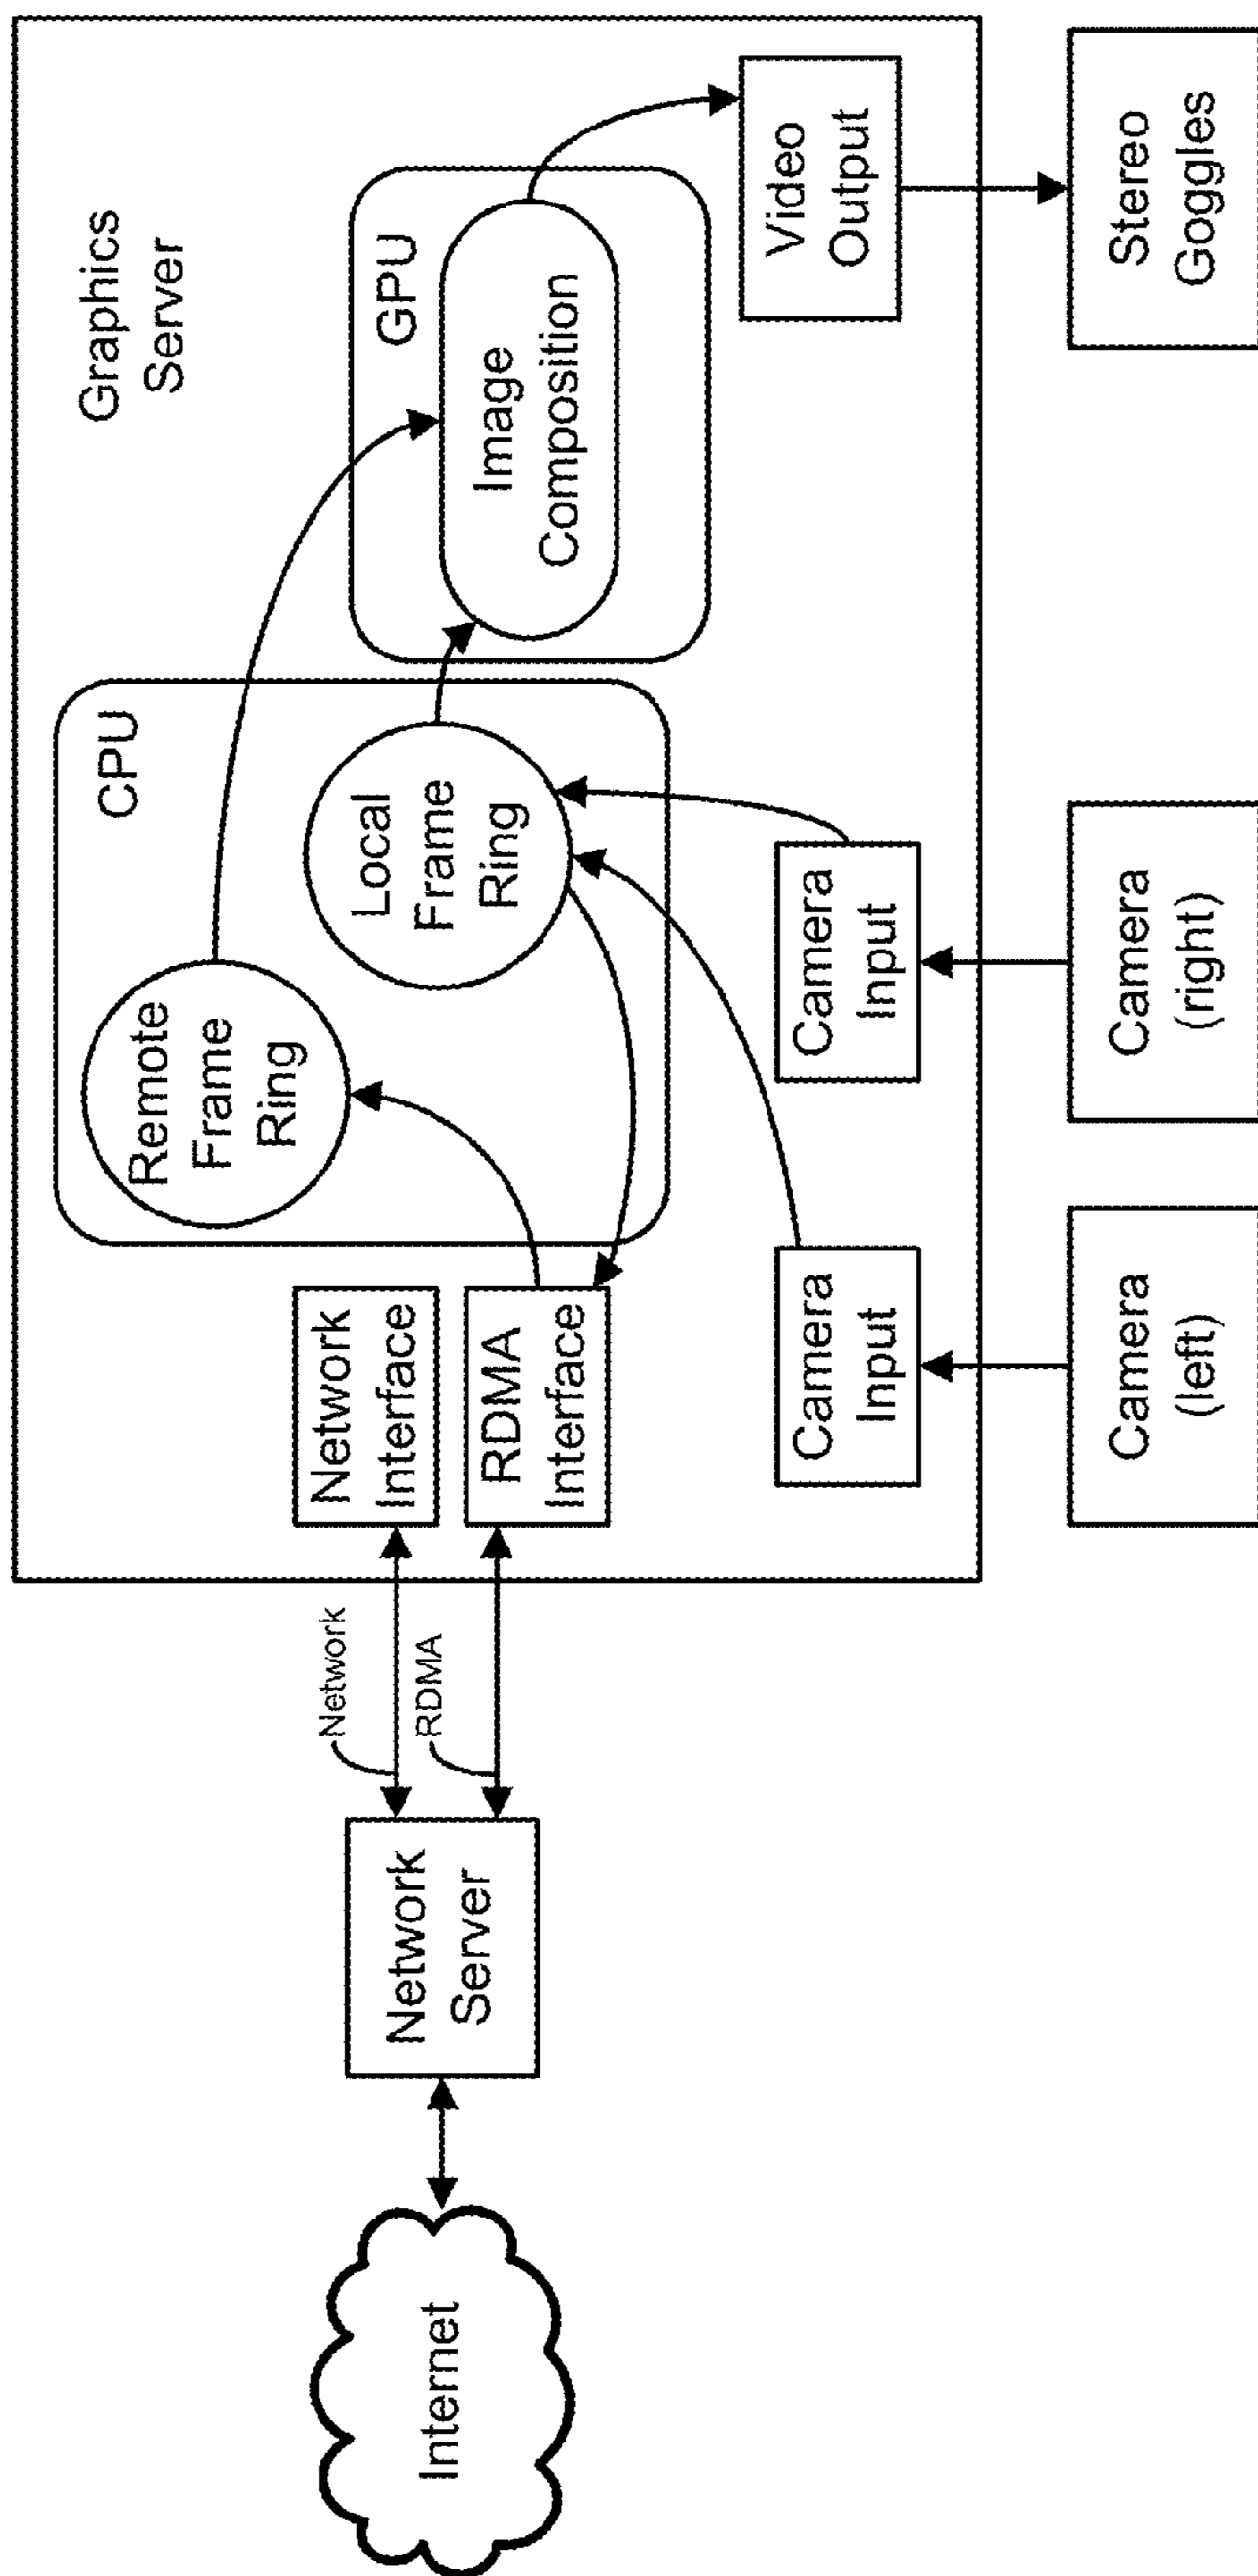 Graphics
Server
CPU
GPU
Remote
Frame
Ring
Local
Frame
Ring
Image
Composition
Network
Interface
RDMA
Interface
Network
RDMA
Network
Server
Internet
Camera
Input
Camera
Input
Video
Output
Camera
(left)
Camera
(right)
Stereo
Goggles